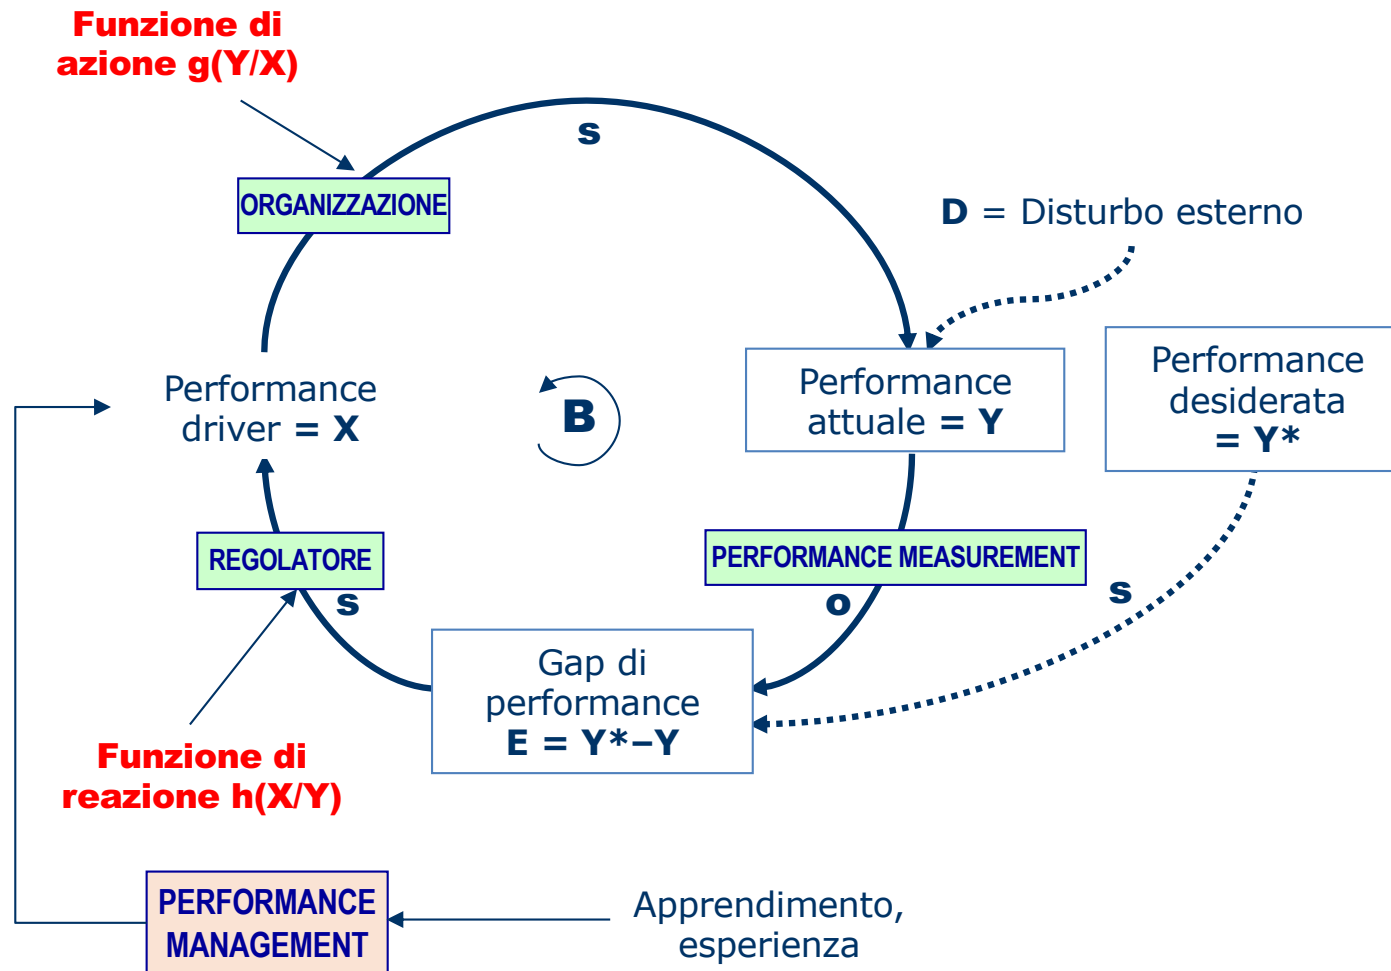 Funzione di
azione g(Y/X)
s
ORGANIZZAZIONE
D = Disturbo esterno
Performance
driver = X
B
Performance
attuale = Y
Performance
desiderata
= Y*
REGOLATORE
s
PERFORMANCE MEASUREMENT
o
s
Gap di
performance
E = Y*–Y
Funzione di
reazione h(X/Y)
PERFORMANCE
MANAGEMENT
Apprendimento,
esperienza